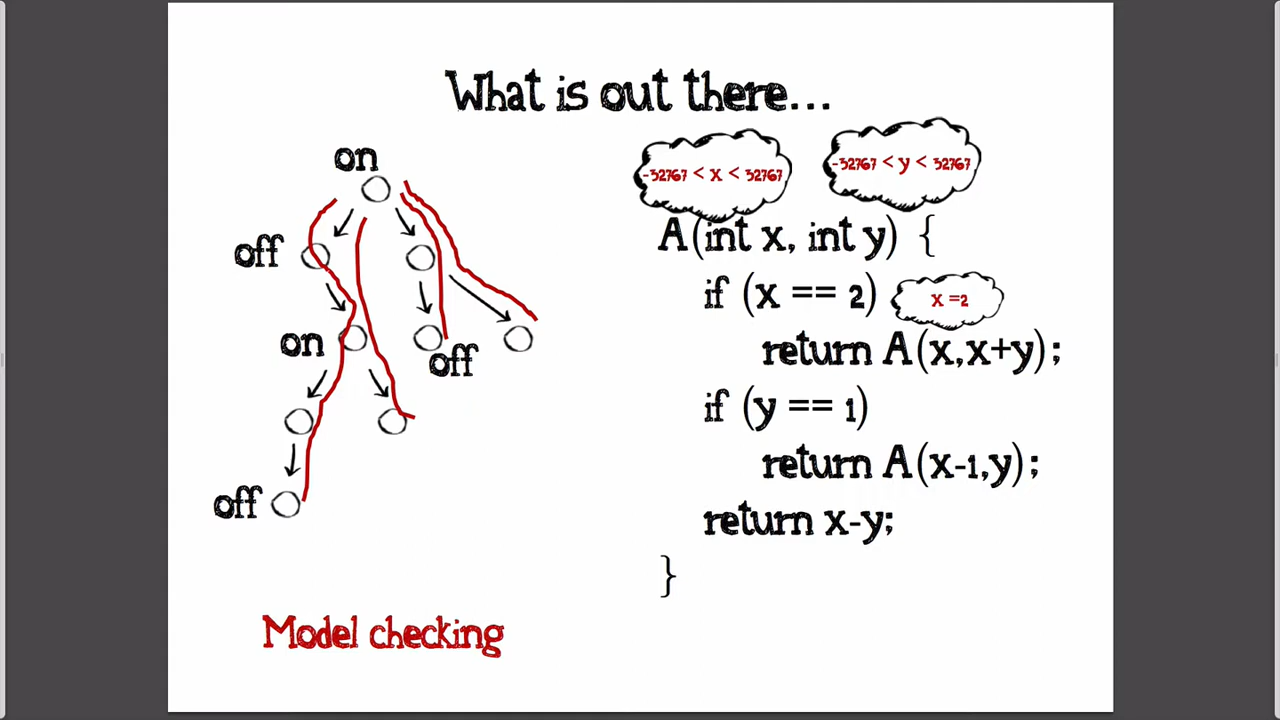 What is out there...
on
off
on
off
off
Model checking
-32767 < x < 32767
-32767 < y < 32767
A(int x, int y) {
if (x == 2)
x =2
return A(x,x+y);
if (y == 1)
return A(x-1,y);
return x-y;
}